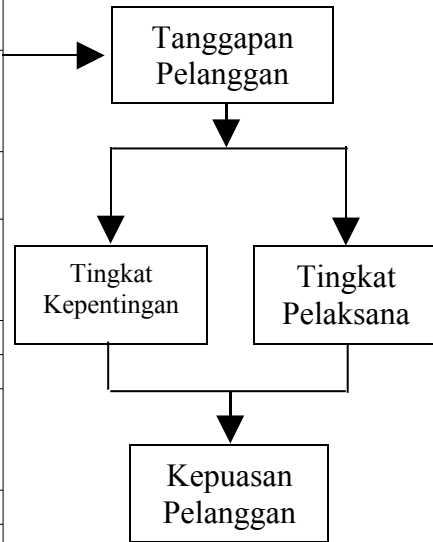 Tanggapan
Pelanggan
Tingkat
Kepentingan
Tingkat
Pelaksana
Kepuasan
Pelanggan